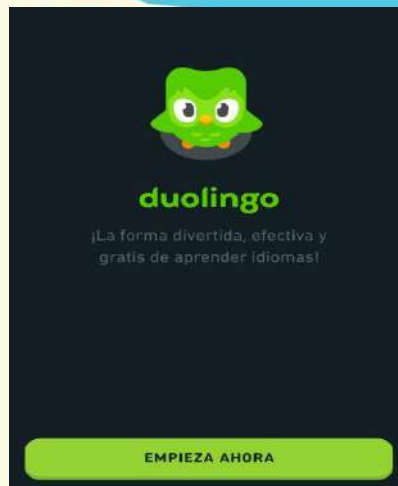 duolingo
¡La forma divertida, efectiva y
gratis de aprender idiomas!
EMPIEZA AHORA